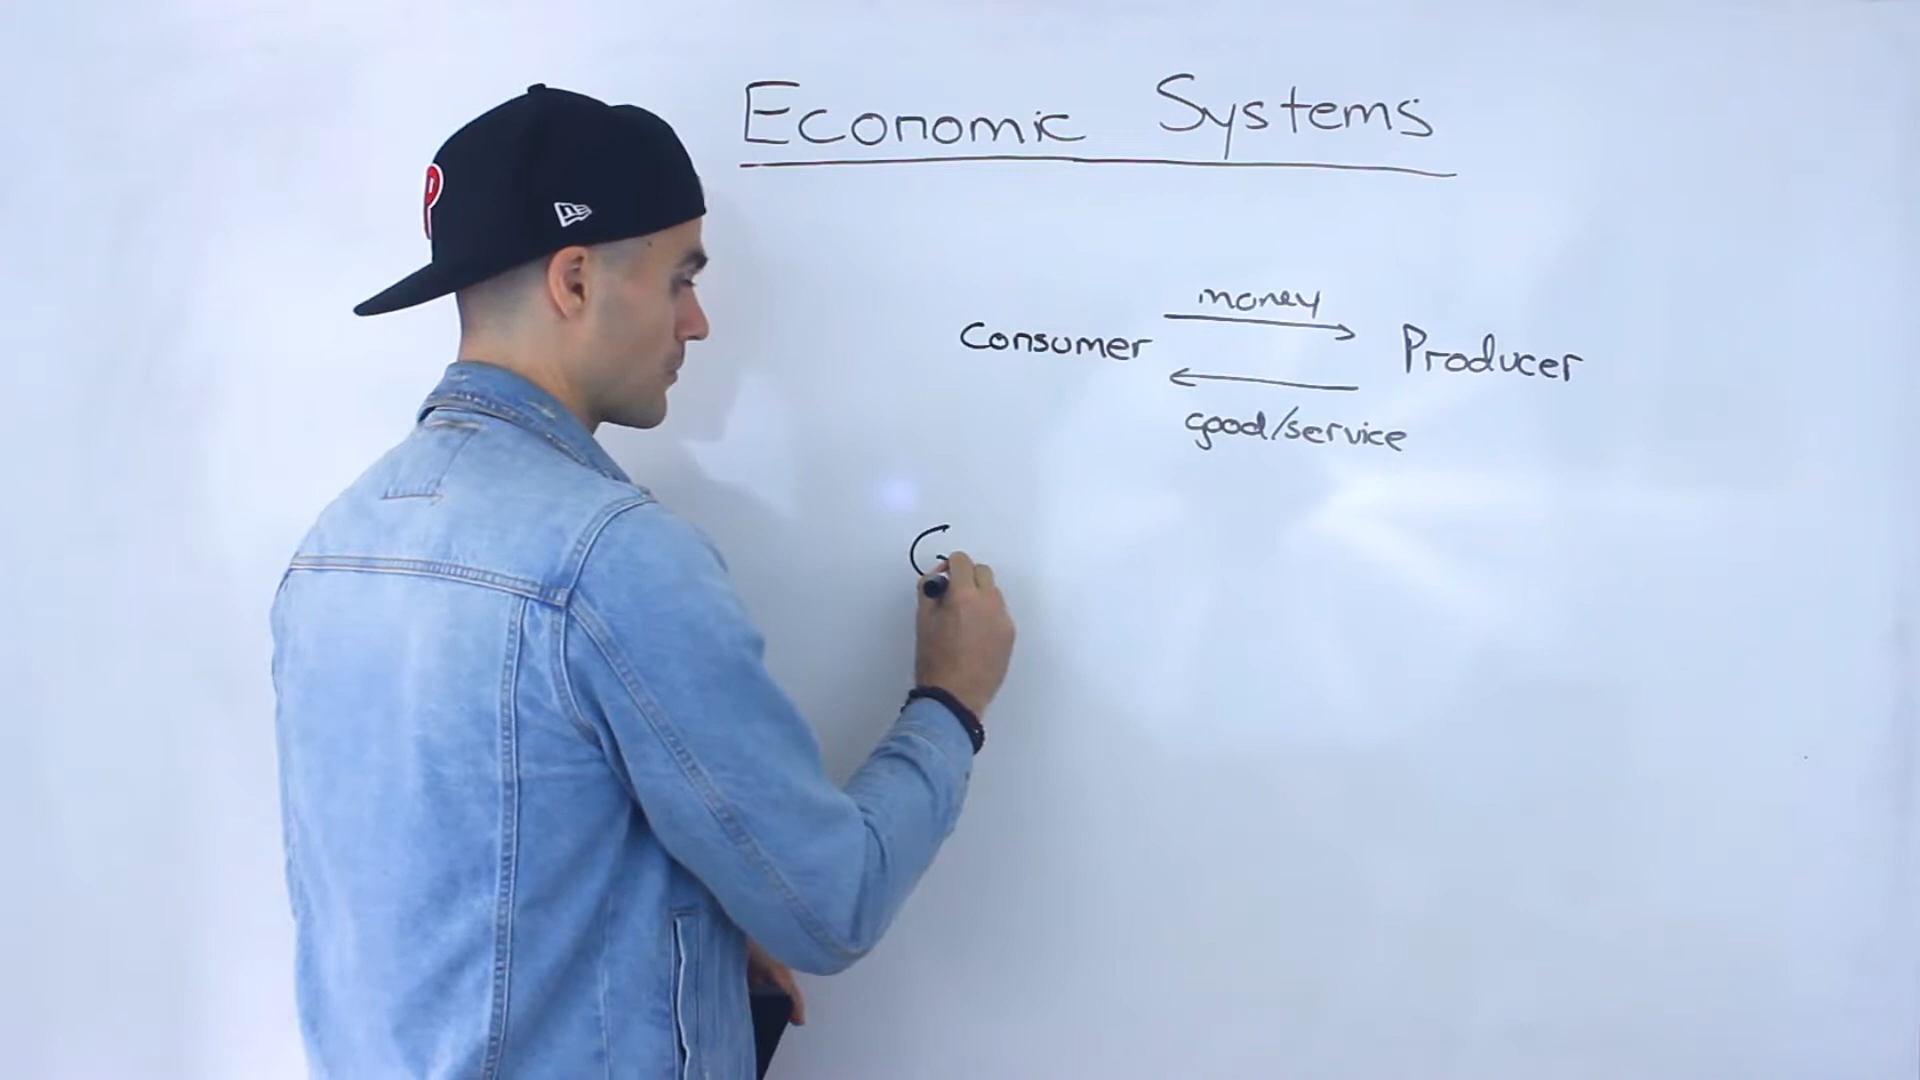 Economic Systems
money
Consumer Producer
good/service
G
P